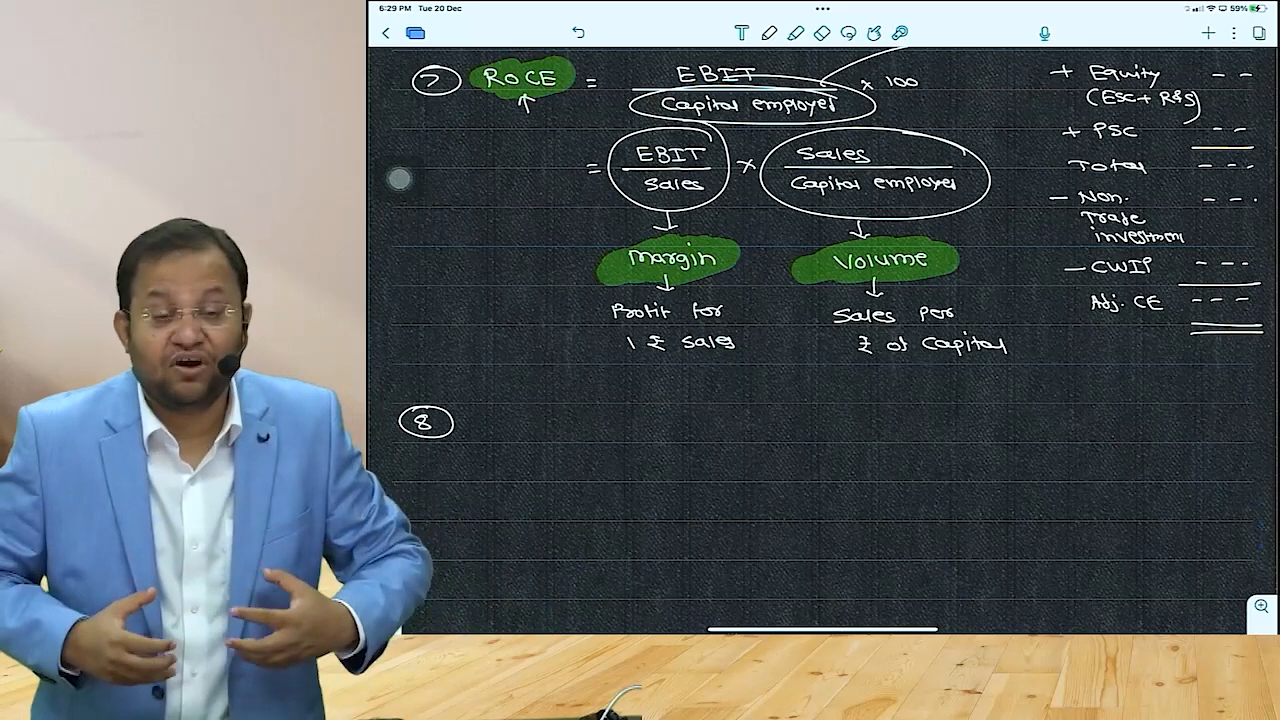 6:29 PM Tue 20 Dec
59%
7 ROCE = EBIT / Capital employed × 100
= EBIT / Sales × Sales / Capital employed
Margin Volume
Profit for Sales per
1 ₹ Sales ₹ of Capital
8
+ Equity - -
(ESC + R&S)
+ PSC - -
Total - - -
- Non. - - -
Trade
investment
- CWIP - - -
Adj. CE - - -